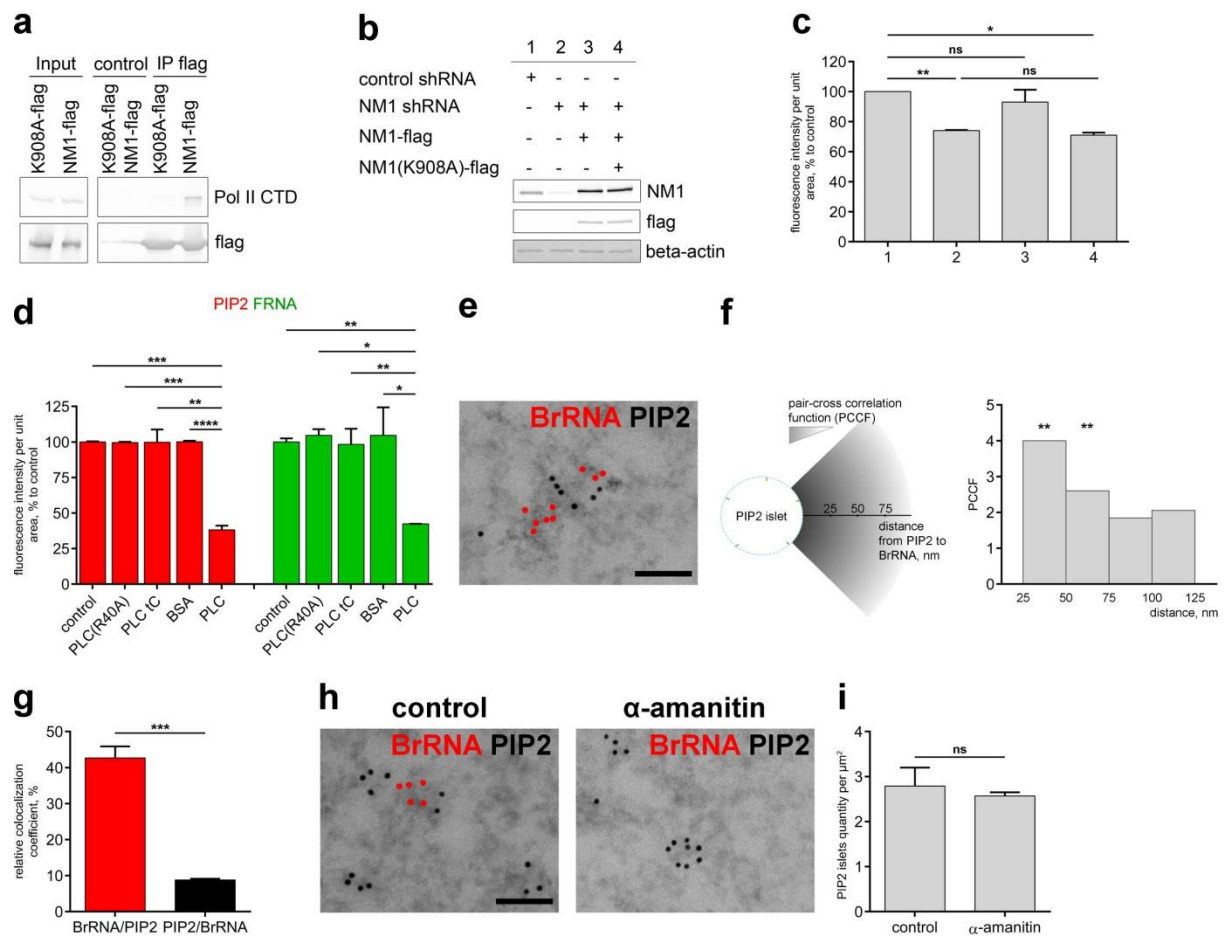 a
Input control IP flag
K908A-flag
NM1-flag
K908A-flag
NM1-flag
K908A-flag
NM1-flag
Pol II CTD
flag
b
1 2 3 4
control shRNA + - - -
NM1 shRNA - + + +
NM1-flag - - + +
NM1(K908A)-flag - - - +
NM1
flag
beta-actin
c
*
ns
** ns
fluorescence intensity per unit
area, % to control
100
80
60
40
20
0
1 2 3 4
d
PIP2 FRNA
***
***
**
****
**
*
**
*
fluorescence intensity per unit
area, % to control
125
100
75
50
25
0
control
PLC(R40A)
PLC tC
BSA
PLC
control
PLC(R40A)
PLC tC
BSA
PLC
e
BrRNA PIP2
f
pair-cross correlation
function (PCCF)
PIP2 islet
25 50 75
distance
from PIP2 to
BrRNA, nm
PCCF
5
4
3
2
1
0
** **
25 50 75 100 125
distance, nm
g
***
relative colocalization
coefficient, %
50
40
30
20
10
0
BrRNA/PIP2 PIP2/BrRNA
h
control α-amanitin
BrRNA PIP2 BrRNA PIP2
i
ns
PIP2 islets quantity per µm²
4
3
2
1
0
control
α-amanitin